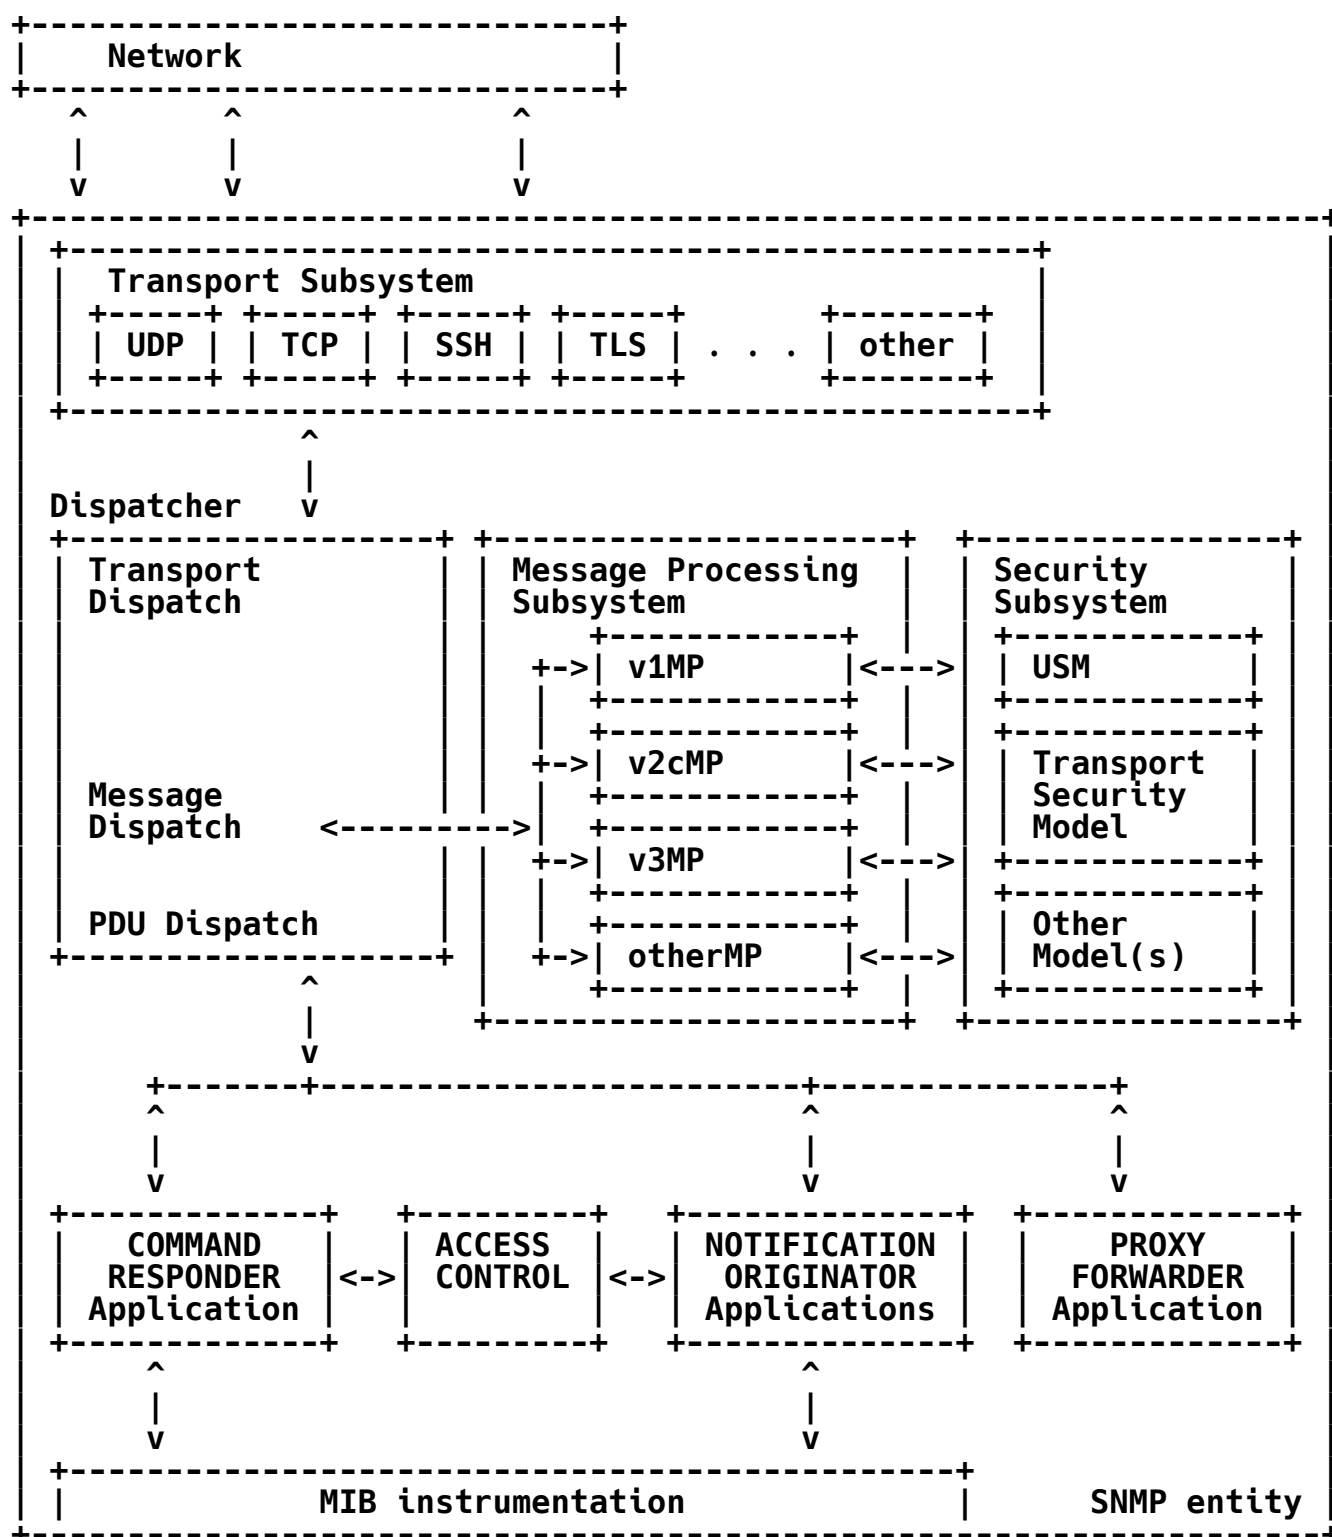 Network
Transport Subsystem
UDP TCP SSH TLS . . . other
Dispatcher
Transport Dispatch
Message Dispatch
PDU Dispatch
Message Processing Subsystem
v1MP
v2cMP
v3MP
otherMP
Security Subsystem
USM
Transport Security Model
Other Model(s)
COMMAND RESPONDER Application
ACCESS CONTROL
NOTIFICATION ORIGINATOR Applications
PROXY FORWARDER Application
MIB instrumentation
SNMP entity